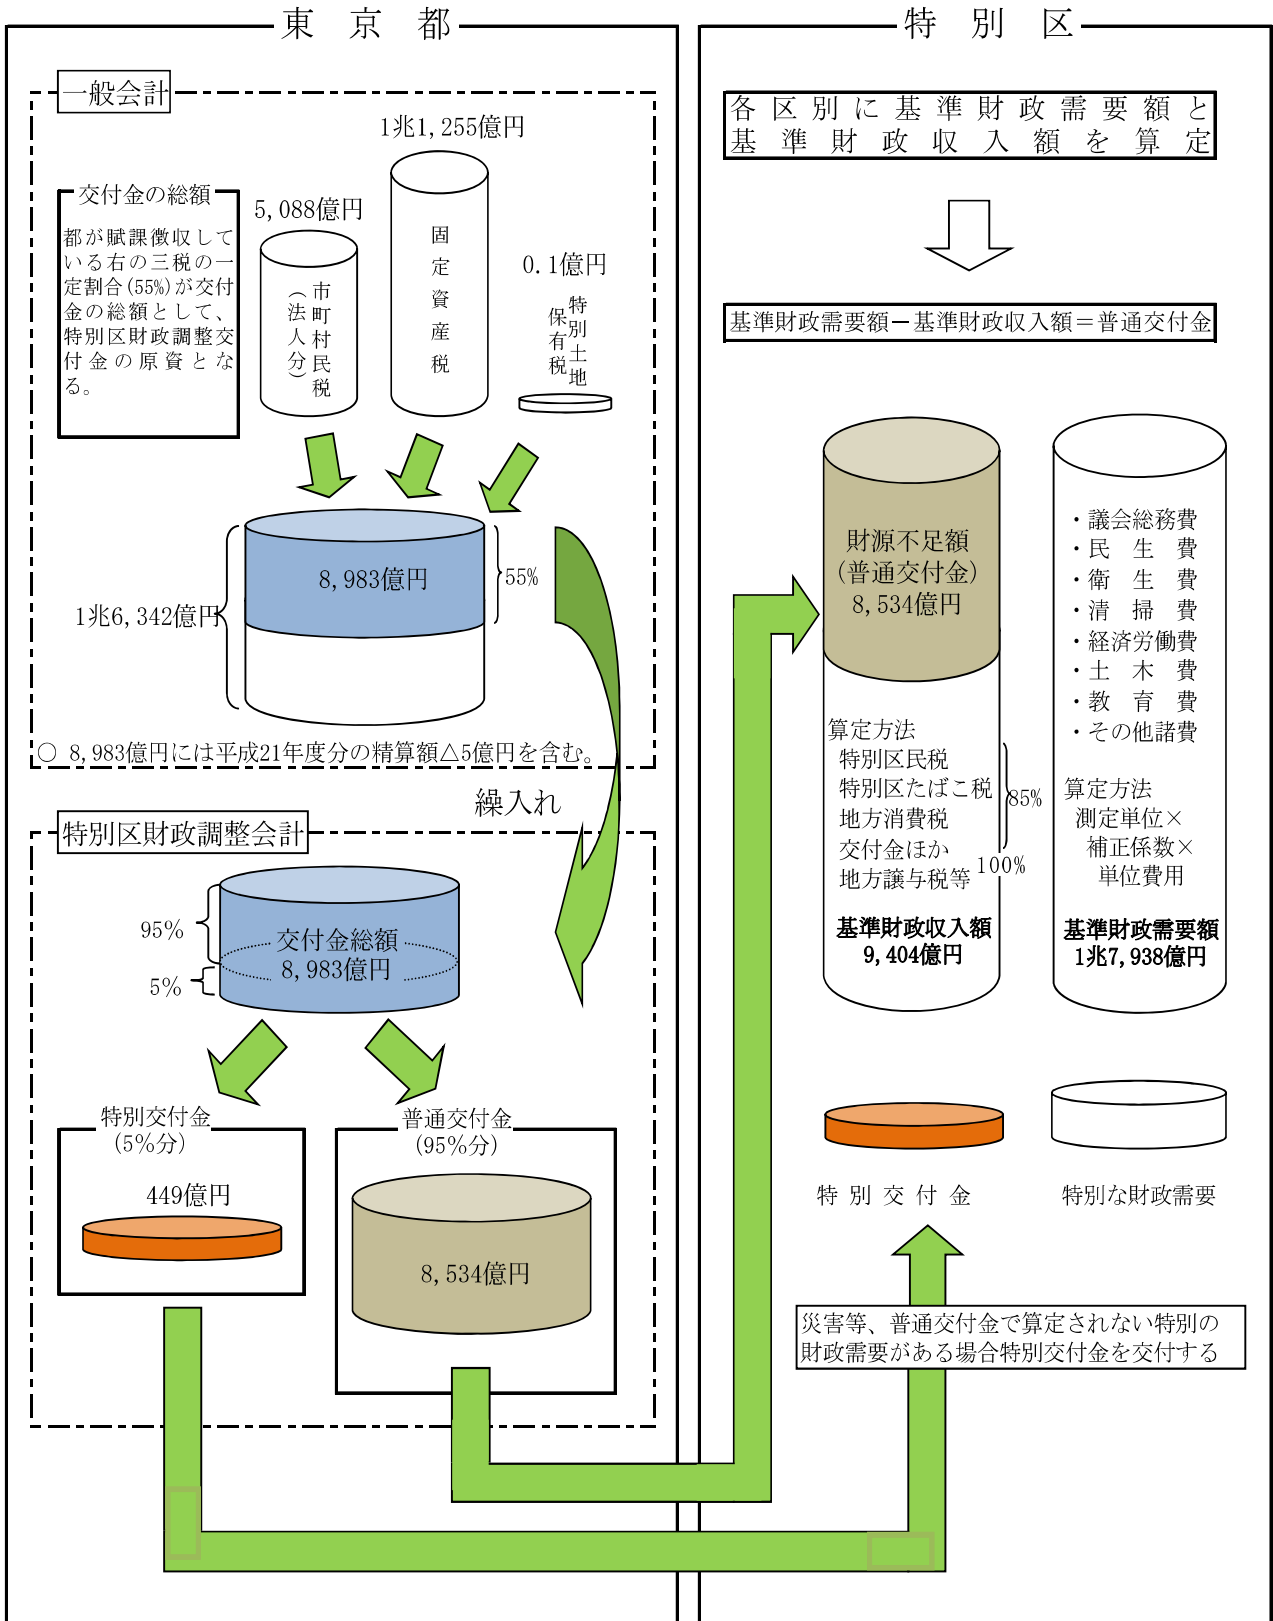 東　京　都
一般会計
交付金の総額
都が賦課徴収して
いる右の三税の一
定割合(55%)が交付
金の総額として、
特別区財政調整交
付金の原資とな
る。
5,088億円
市町村民税
（法人分）
1兆1,255億円
固定資産税
0.1億円
特別土地
保有税
8,983億円
55%
1兆6,342億円
○ 8,983億円には平成21年度分の精算額△5億円を含む。
繰入れ
特別区財政調整会計
95%
5%
交付金総額
8,983億円
特別交付金
(5%分)
449億円
普通交付金
(95%分)
8,534億円
特　別　区
各区別に基準財政需要額と
基準財政収入額を算定
基準財政需要額－基準財政収入額＝普通交付金
財源不足額
(普通交付金)
8,534億円
算定方法
特別区民税
特別区たばこ税
地方消費税
交付金ほか
地方譲与税等
85%
100%
基準財政収入額
9,404億円
・議会総務費
・民　生　費
・衛　生　費
・清　掃　費
・経済労働費
・土　木　費
・教　育　費
・その他諸費
算定方法
測定単位×
補正係数×
単位費用
基準財政需要額
1兆7,938億円
特別交付金
特別な財政需要
災害等、普通交付金で算定されない特別の
財政需要がある場合特別交付金を交付する